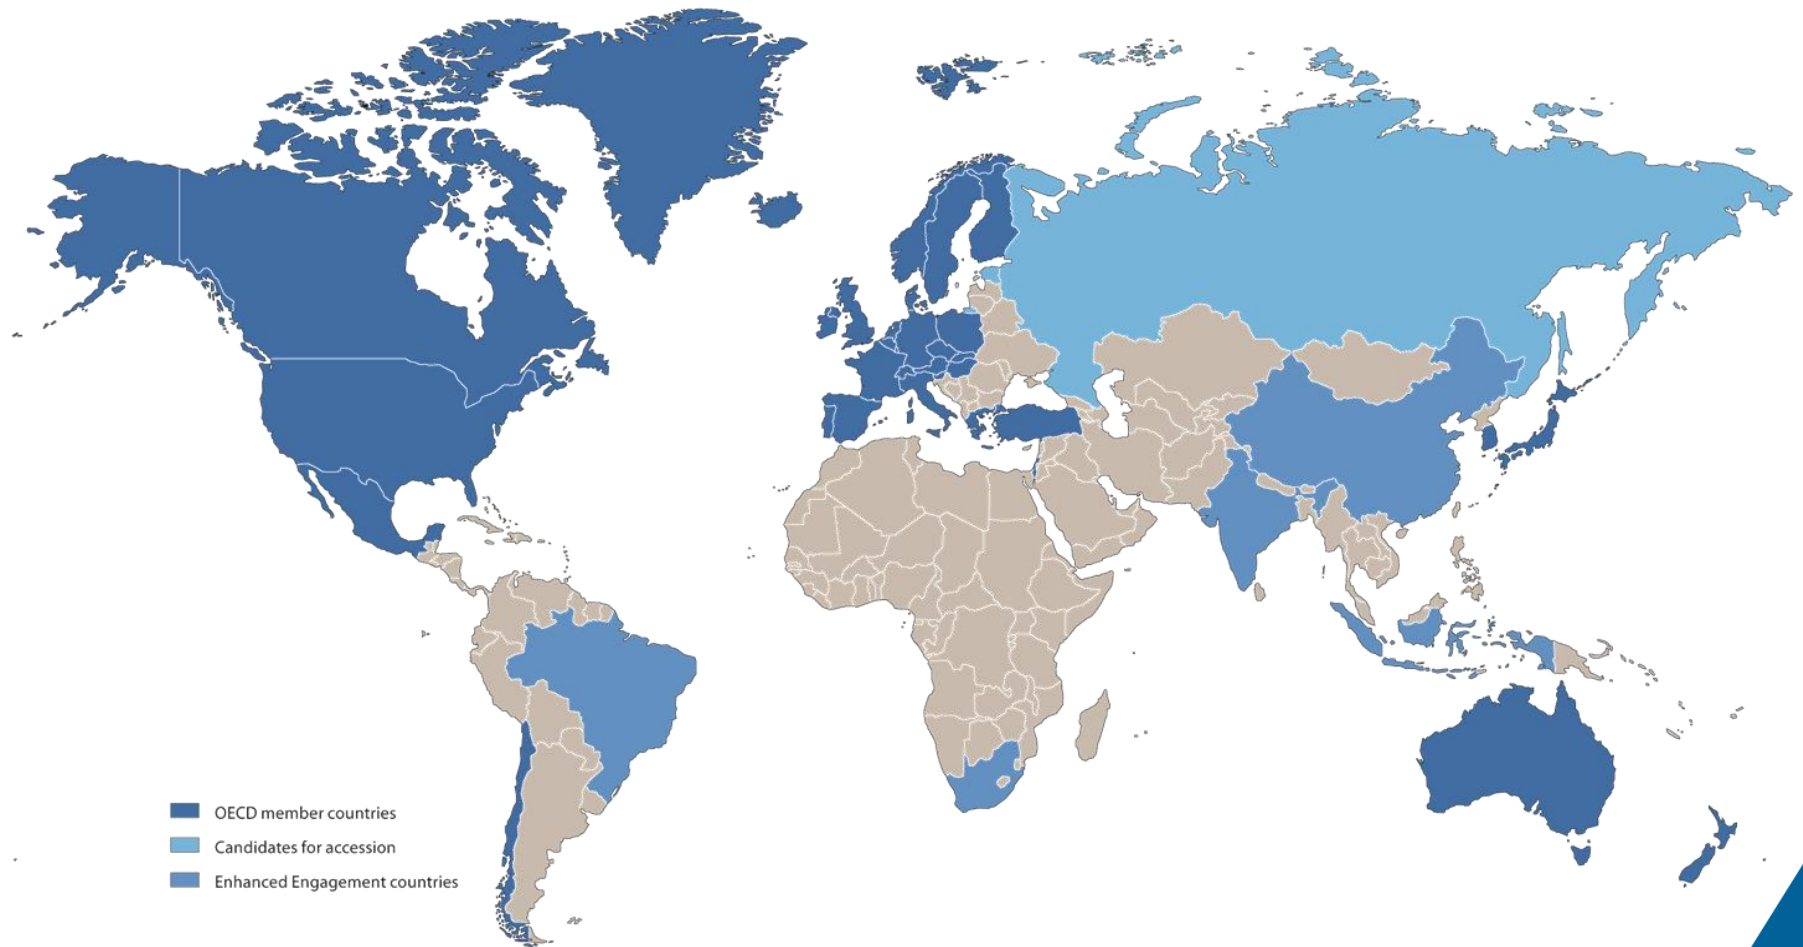 OECD member countries
Candidates for accession
Enhanced Engagement countries